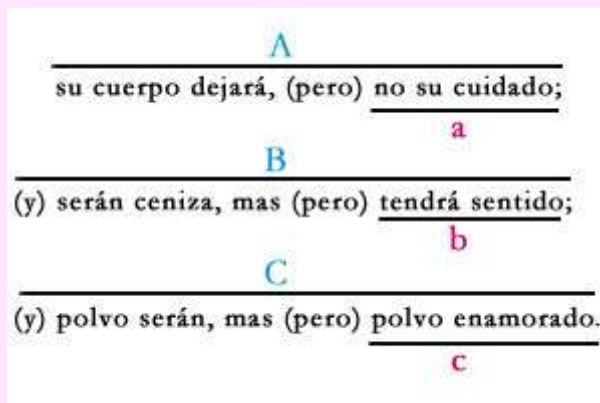 A
su cuerpo dejará, (pero) no su cuidado;
a
B
(y) serán ceniza, mas (pero) tendrá sentido;
b
C
(y) polvo serán, mas (pero) polvo enamorado.
c